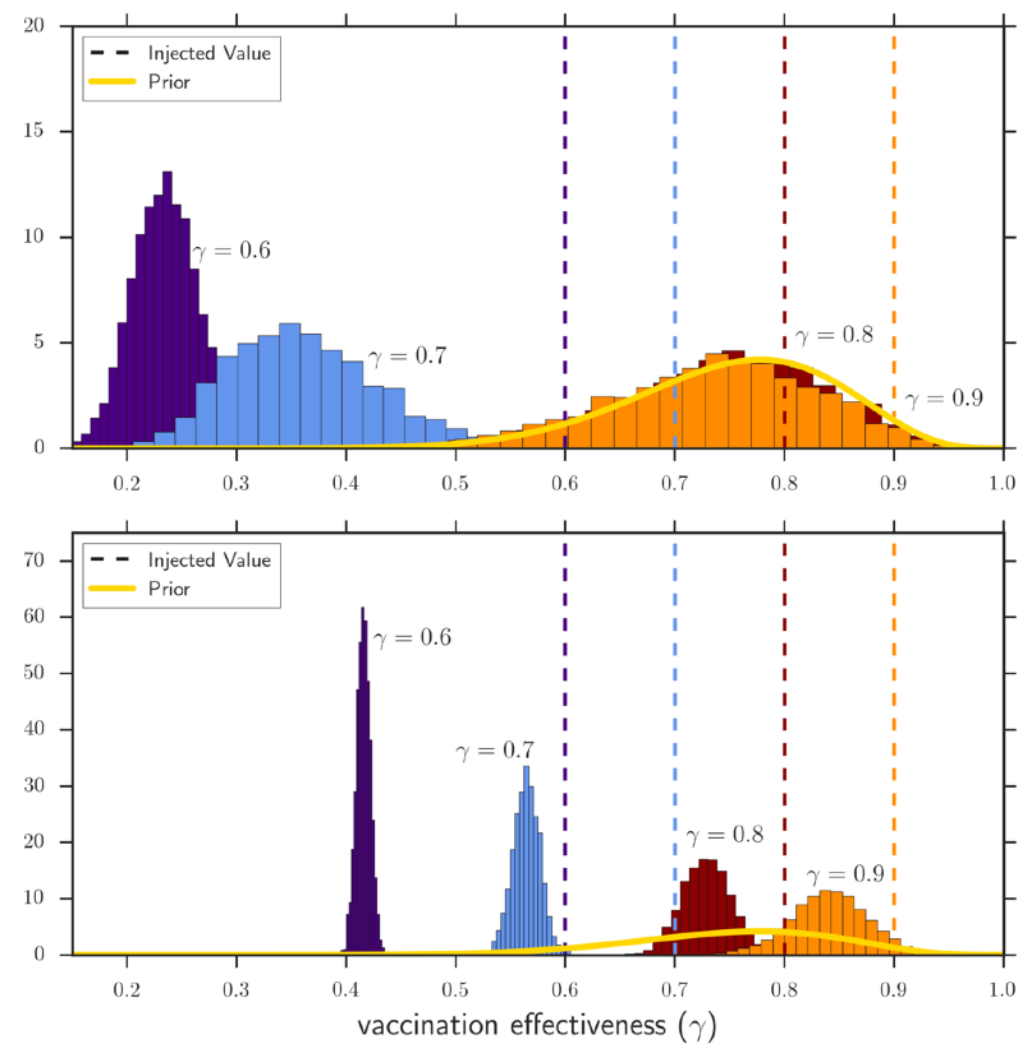 20
15
10
5
0
Injected Value
Prior
γ = 0.6
γ = 0.7
γ = 0.8
γ = 0.9
0.2 0.3 0.4 0.5 0.6 0.7 0.8 0.9 1.0
70
60
50
40
30
20
10
0
Injected Value
Prior
γ = 0.6
γ = 0.7
γ = 0.8
γ = 0.9
0.2 0.3 0.4 0.5 0.6 0.7 0.8 0.9 1.0
vaccination effectiveness (γ)